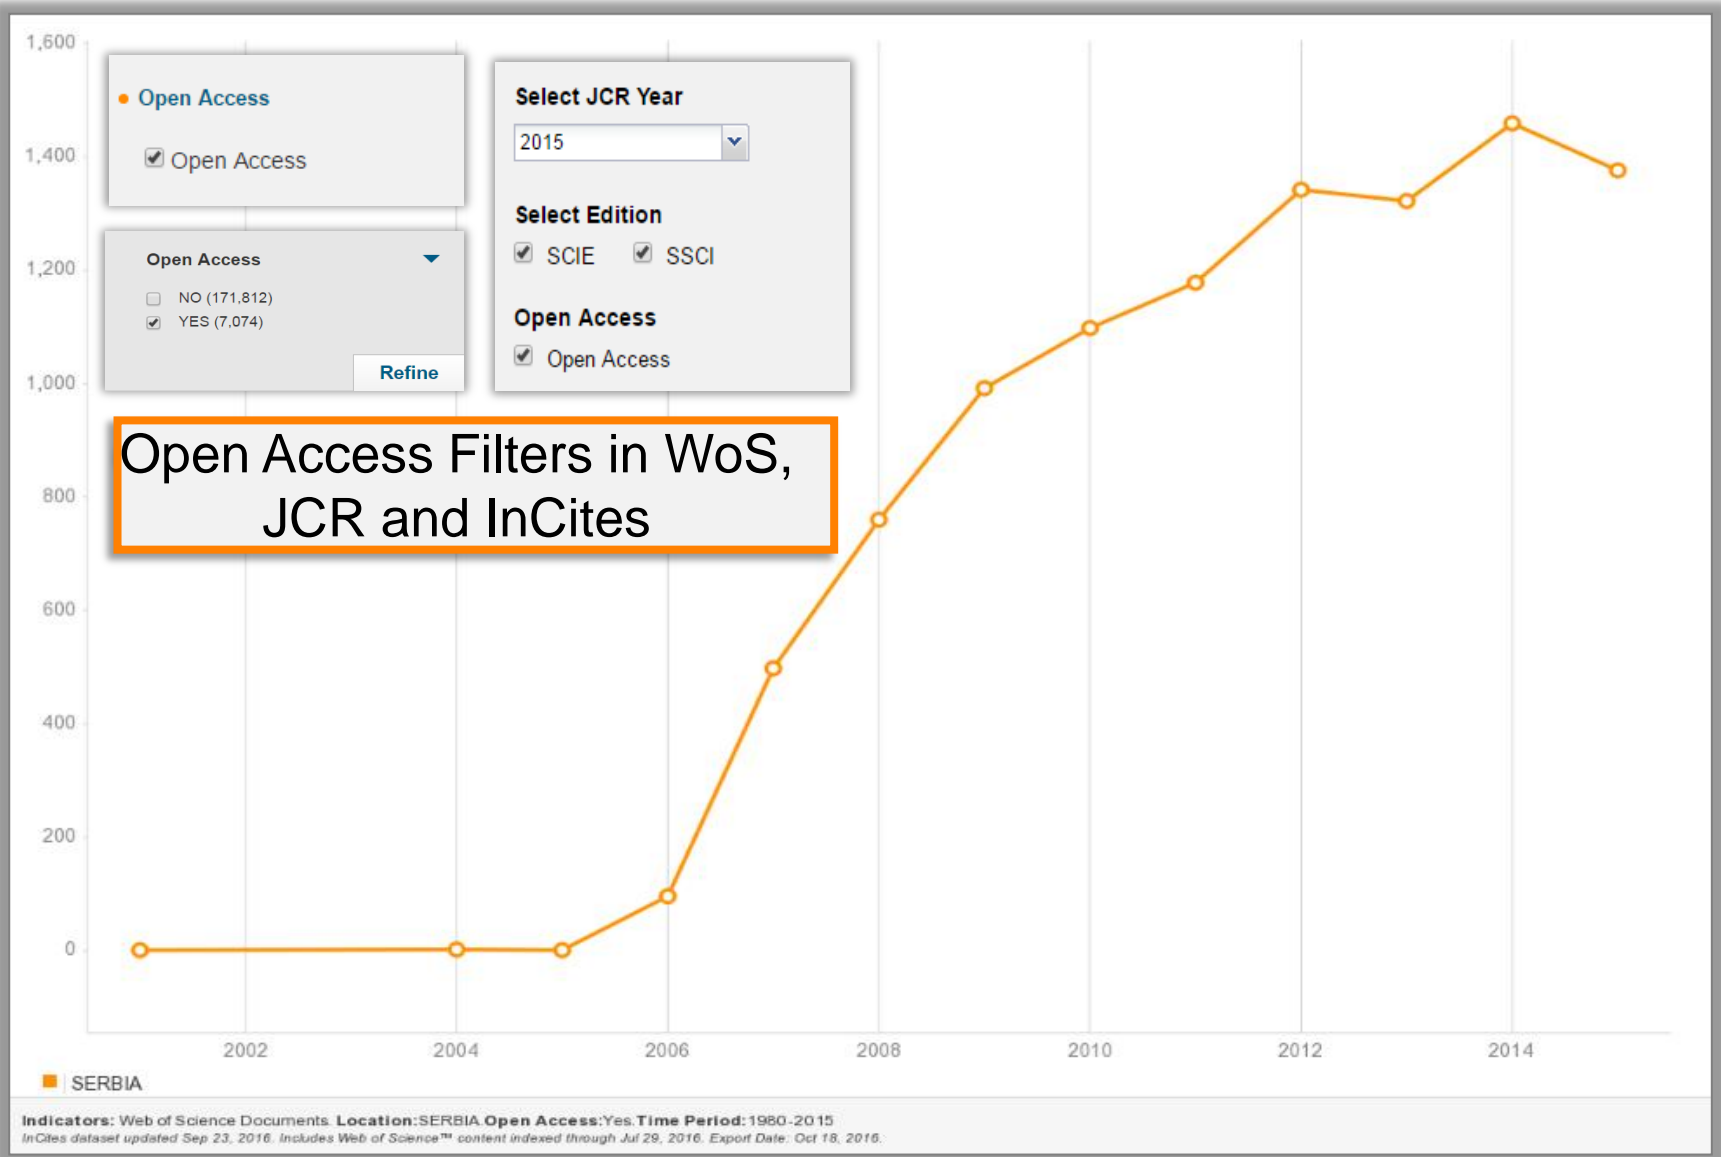 1,600
1,400
1,200
1,000
800
600
400
200
0
Open Access
Open Access
Open Access
NO (171,812)
YES (7,074)
Refine
Select JCR Year
2015
Select Edition
SCIE SSCI
Open Access
Open Access
Open Access Filters in WoS,
JCR and InCites
2002 2004 2006 2008 2010 2012 2014
SERBIA
Indicators: Web of Science Documents. Location:SERBIA.Open Access:Yes.Time Period:1980-2015
InCites dataset updated Sep 23, 2016. Includes Web of Science™ content indexed through Jul 29, 2016. Export Date: Oct 18, 2016.